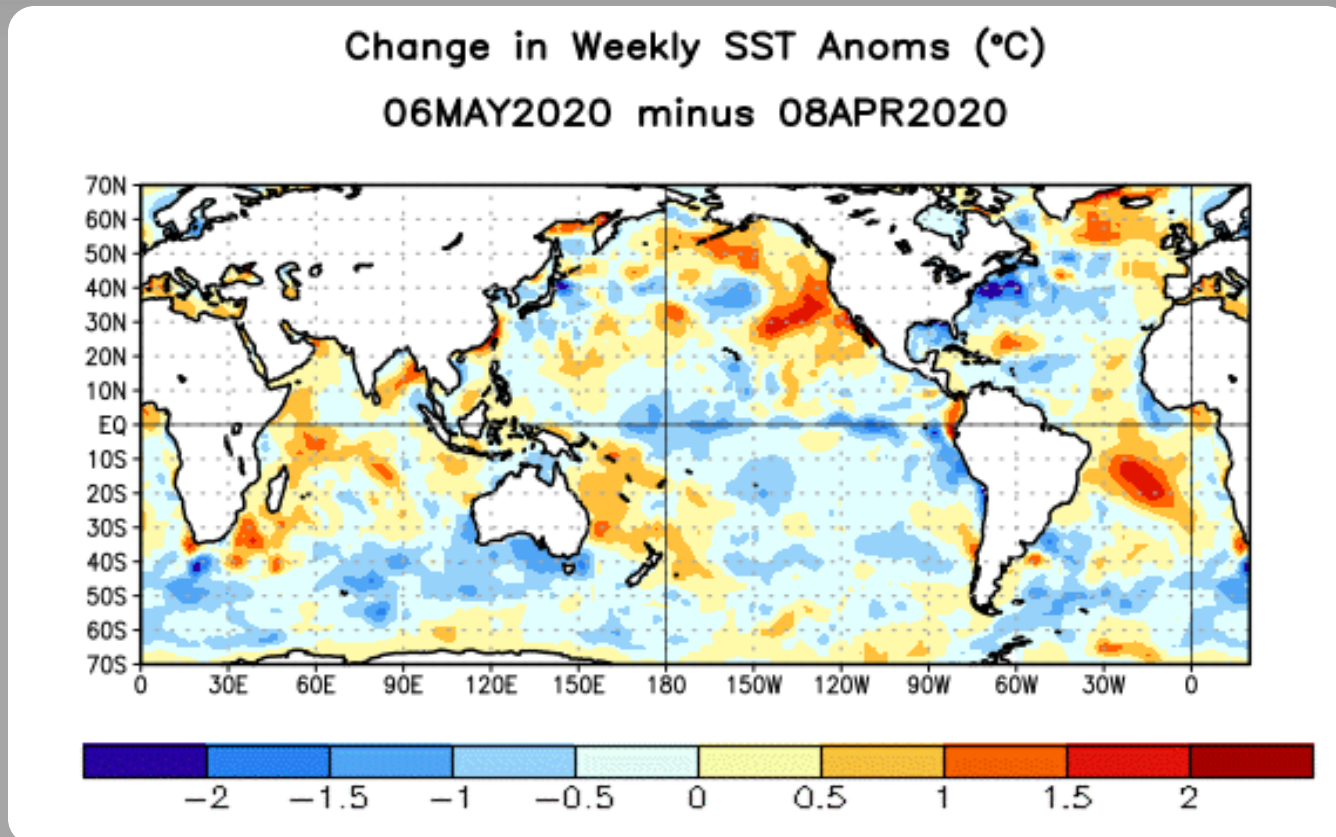 Change in Weekly SST Anoms (°C)
06MAY2020 minus 08APR2020
70N
60N
50N
40N
30N
20N
10N
EQ
10S
20S
30S
40S
50S
60S
70S
0 30E 60E 90E 120E 150E 180 150W 120W 90W 60W 30W 0
−2 −1.5 −1 −0.5 0 0.5 1 1.5 2